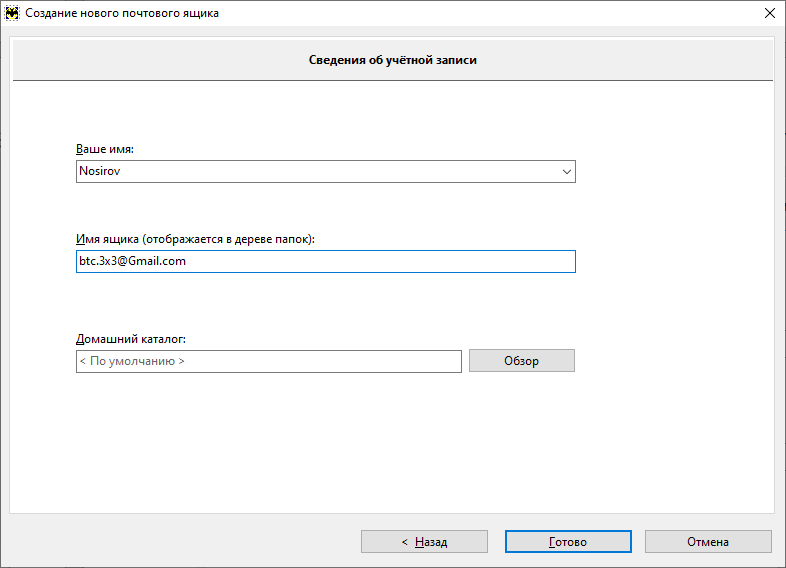 Создание нового почтового ящика
Сведения об учётной записи
Ваше имя:
Nosirov
Имя ящика (отображается в дереве папок):
btc.3x3@Gmail.com
Домашний каталог:
< По умолчанию >
Обзор
< Назад
Готово
Отмена